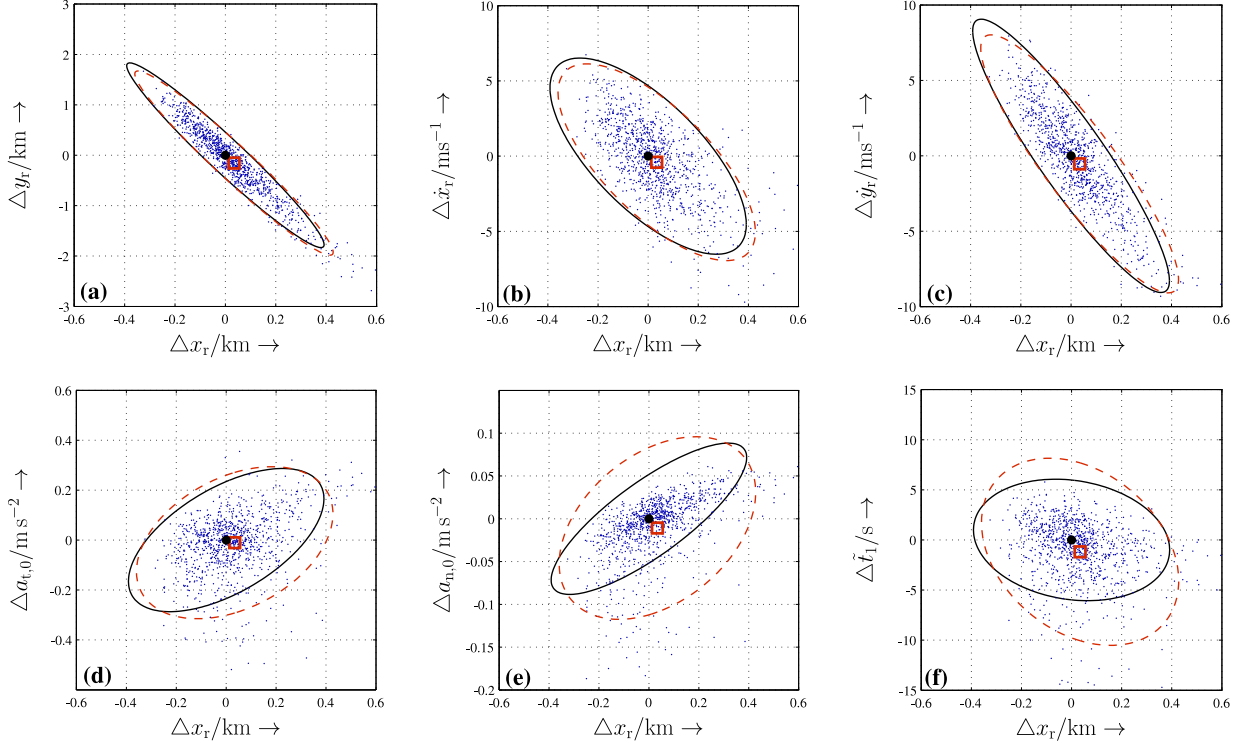 3
2
1
0
-1
-2
-3
△y_r/km →
(a)
-0.6 -0.4 -0.2 0 0.2 0.4 0.6
△x_r/km →
10
5
0
-5
-10
△ẋ_r/ms⁻¹ →
(b)
-0.6 -0.4 -0.2 0 0.2 0.4 0.6
△x_r/km →
10
5
0
-5
-10
△ẏ_r/ms⁻¹ →
(c)
-0.6 -0.4 -0.2 0 0.2 0.4 0.6
△x_r/km →
0.6
0.4
0.2
0
-0.2
-0.4
△a_t,0/m s⁻² →
(d)
-0.6 -0.4 -0.2 0 0.2 0.4 0.6
△x_r/km →
0.1
0.05
0
-0.05
-0.1
-0.2
△a_n,0/m s⁻² →
(e)
-0.6 -0.4 -0.2 0 0.2 0.4 0.6
△x_r/km →
15
10
5
0
-5
-10
-15
△t̃_1/s →
(f)
-0.6 -0.4 -0.2 0 0.2 0.4 0.6
△x_r/km →